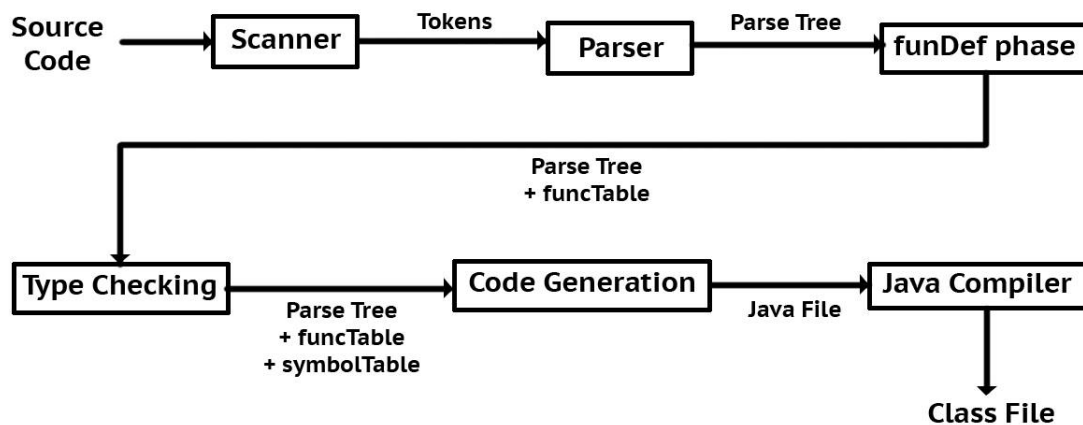 Source
Code
Scanner
Tokens
Parser
Parse Tree
funDef phase
Parse Tree
+ funcTable
Type Checking
Parse Tree
+ funcTable
+ symbolTable
Code Generation
Java File
Java Compiler
Class File